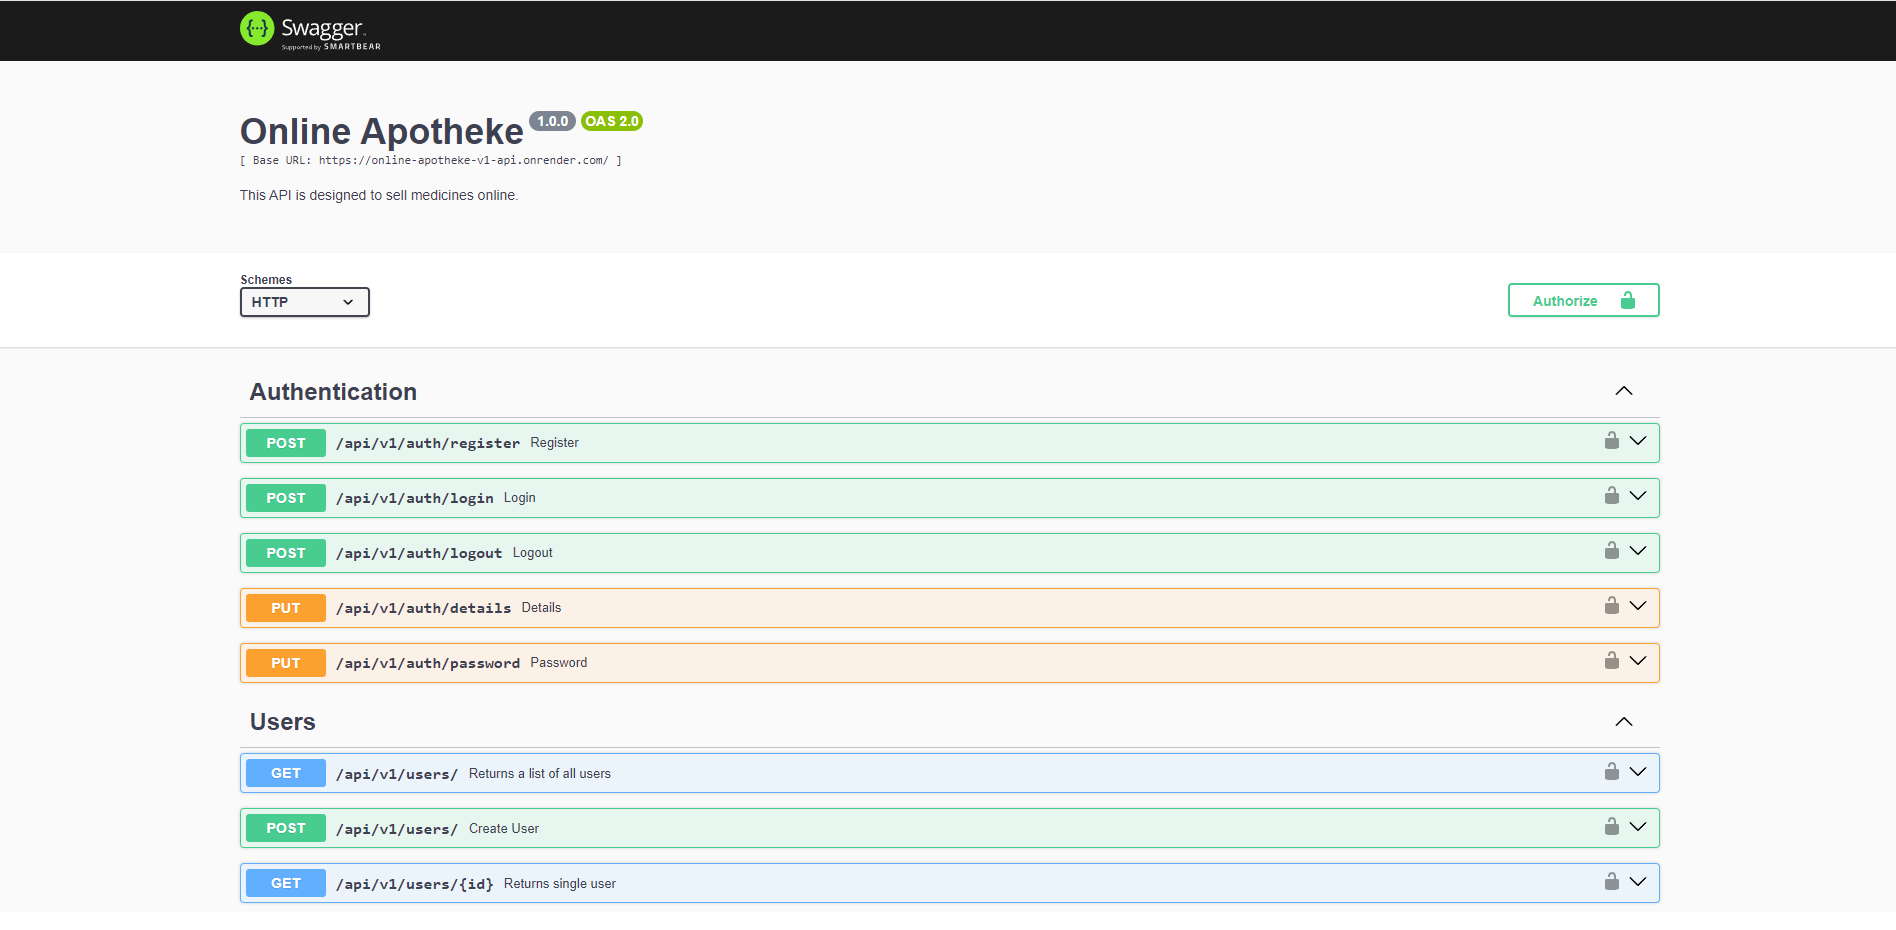 Swagger
Supported by SMARTBEAR
Online Apotheke 1.0.0 OAS 2.0
[ Base URL: https://online-apotheke-v1-api.onrender.com/ ]
This API is designed to sell medicines online.
Schemes
HTTP
Authorize
Authentication
POST /api/v1/auth/register Register
POST /api/v1/auth/login Login
POST /api/v1/auth/logout Logout
PUT /api/v1/auth/details Details
PUT /api/v1/auth/password Password
Users
GET /api/v1/users/ Returns a list of all users
POST /api/v1/users/ Create User
GET /api/v1/users/{id} Returns single user